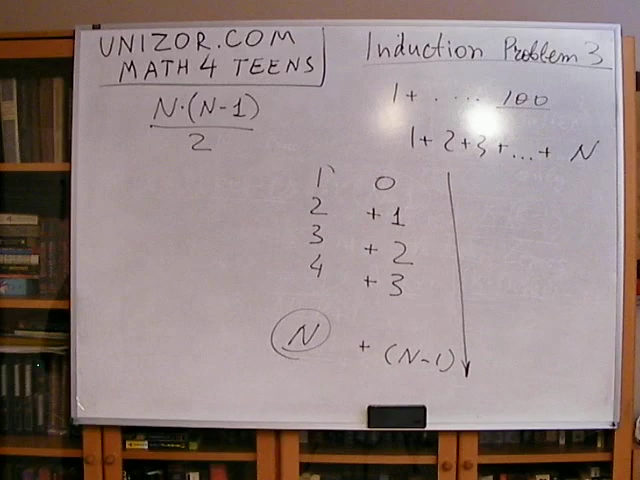 UNIZOR.COM
MATH 4 TEENS
N·(N-1)
2
Induction Problem 3
1 + . . . . 100
1 + 2 + 3 + ... + N
1 0
2 + 1
3 + 2
4 + 3
N + (N-1)